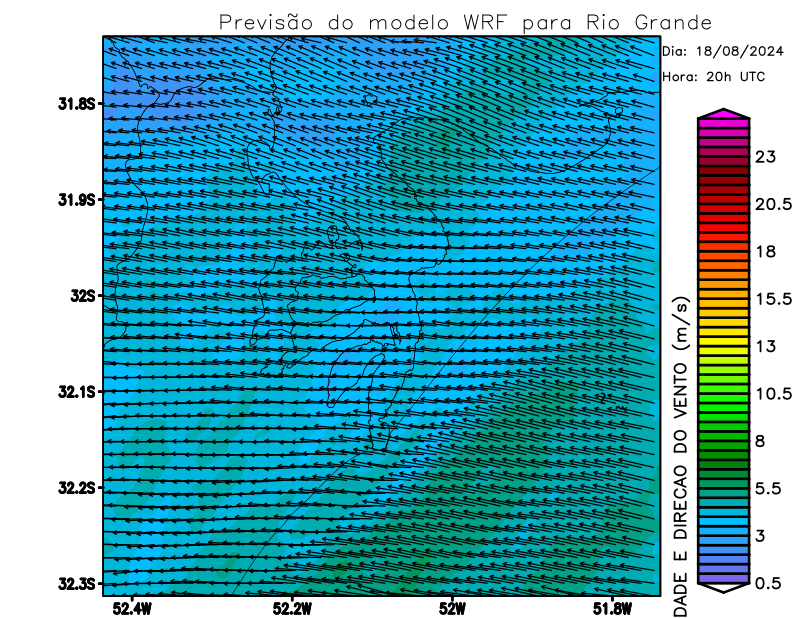 Previsão do modelo WRF para Rio Grande
Dia: 18/08/2024
Hora: 20h UTC
31.8S
31.9S
32S
32.1S
32.2S
32.3S
52.4W
52.2W
52W
51.8W
23
20.5
18
15.5
13
10.5
8
5.5
3
0.5
DADE E DIRECAO DO VENTO (m/s)